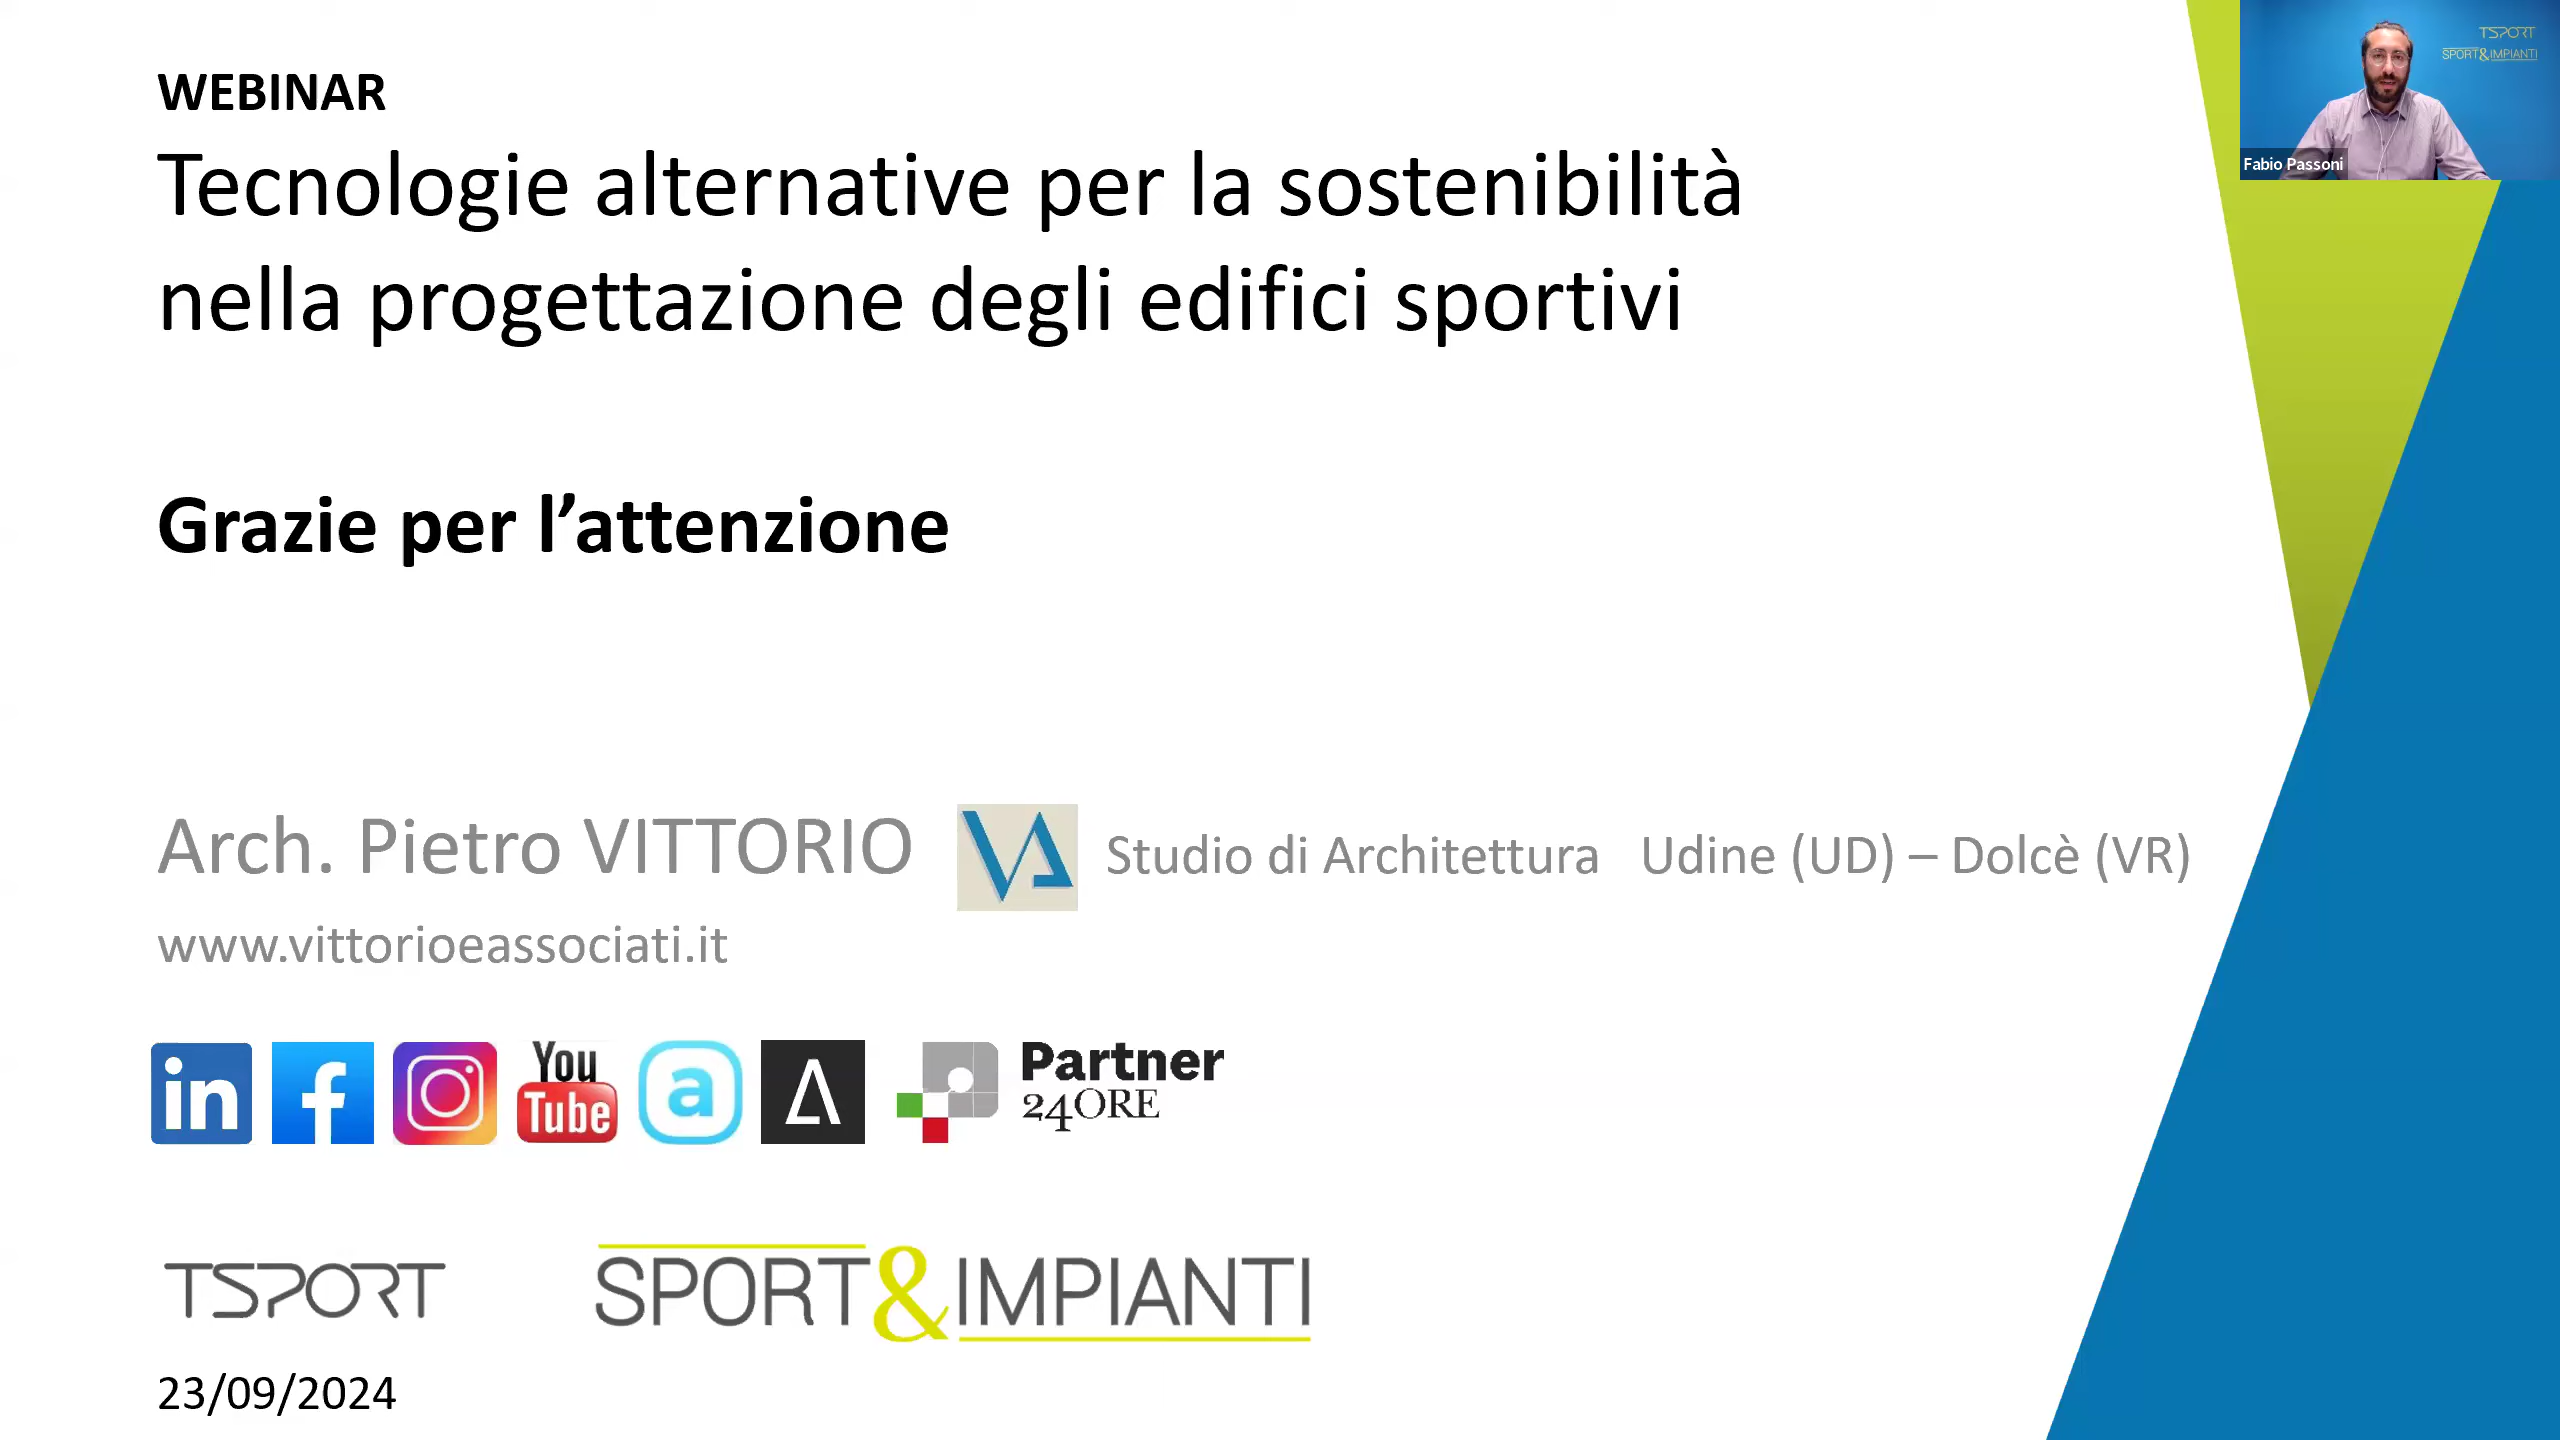 WEBINAR
Tecnologie alternative per la sostenibilità
nella progettazione degli edifici sportivi
Grazie per l’attenzione
Arch. Pietro VITTORIO VA Studio di Architettura Udine (UD) – Dolcè (VR)
www.vittorioeassociati.it
in f You Tube a Partner 24ORE
TSPORT SPORT&IMPIANTI
23/09/2024
TSPORT
SPORT&IMPIANTI
Fabio Passoni